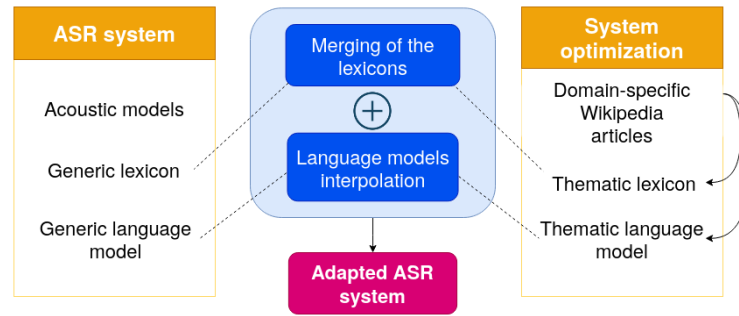 ASR system
Acoustic models
Generic lexicon
Generic language
model
Merging of the
lexicons
Language models
interpolation
Adapted ASR
system
System
optimization
Domain-specific
Wikipedia
articles
Thematic lexicon
Thematic language
model